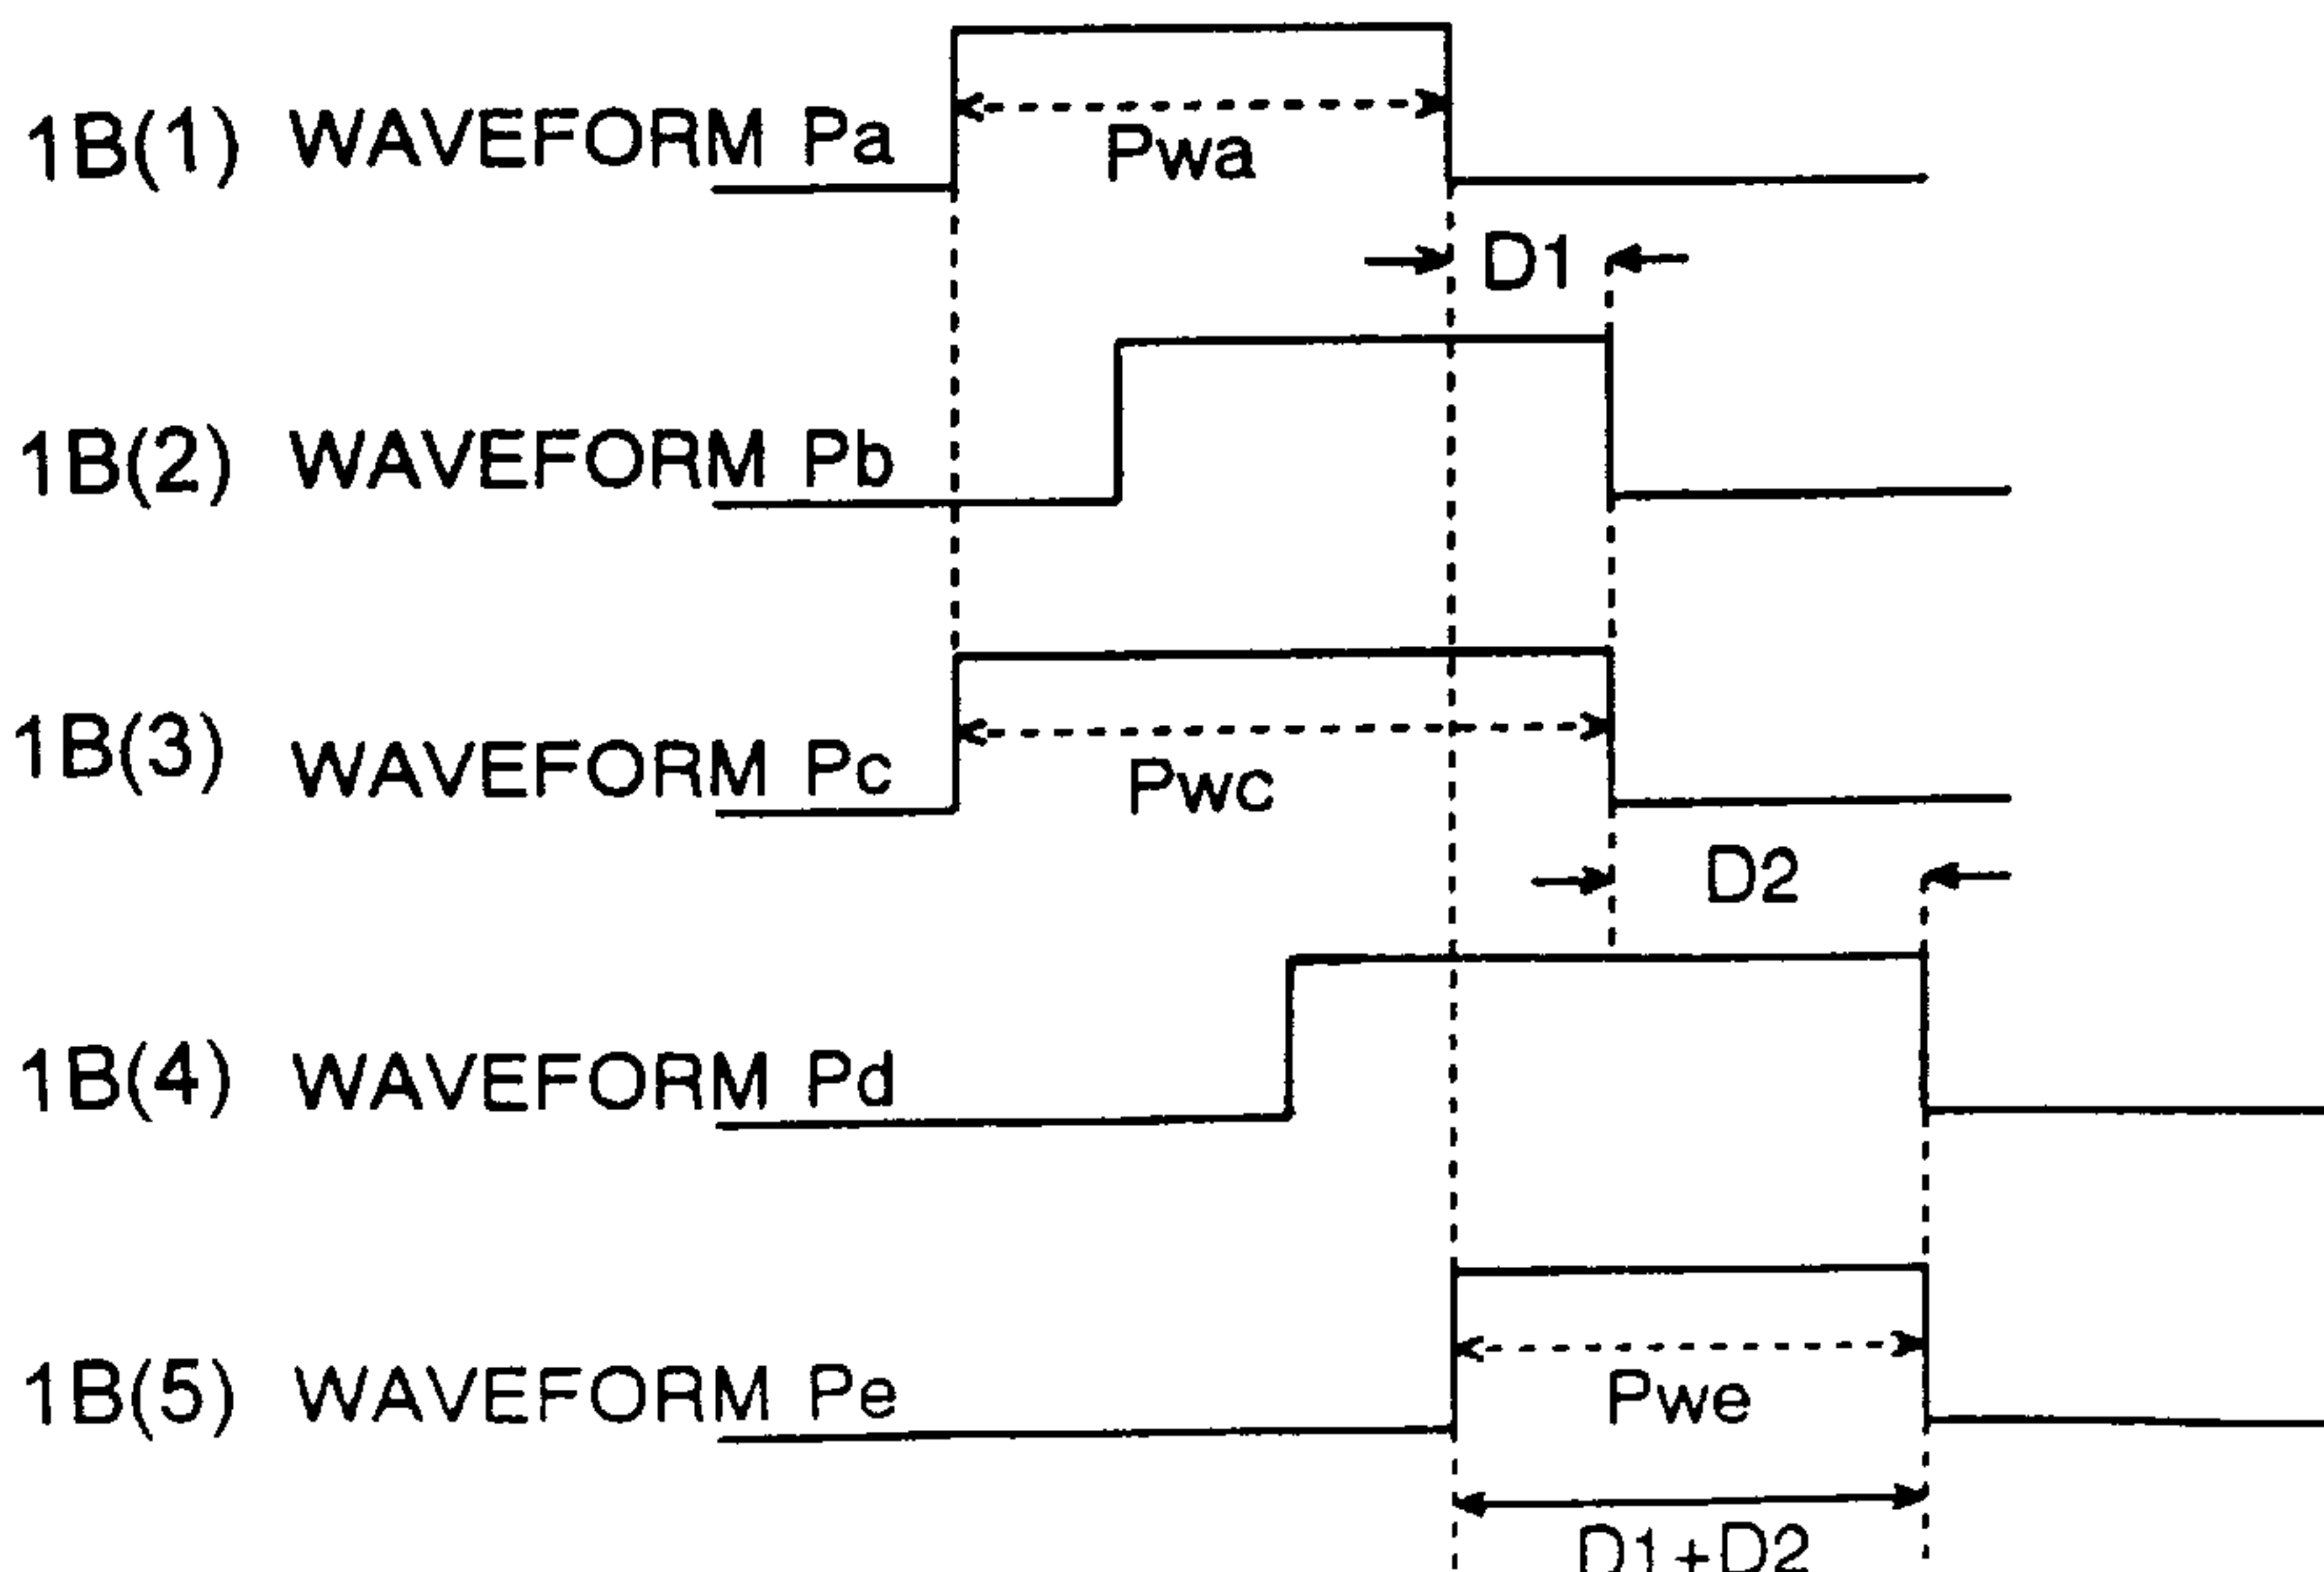 1B(1) WAVEFORM Pa
Pwa
D1
1B(2) WAVEFORM Pb
1B(3) WAVEFORM Pc
Pwc
D2
1B(4) WAVEFORM Pd
1B(5) WAVEFORM Pe
Pwe
D1+D2